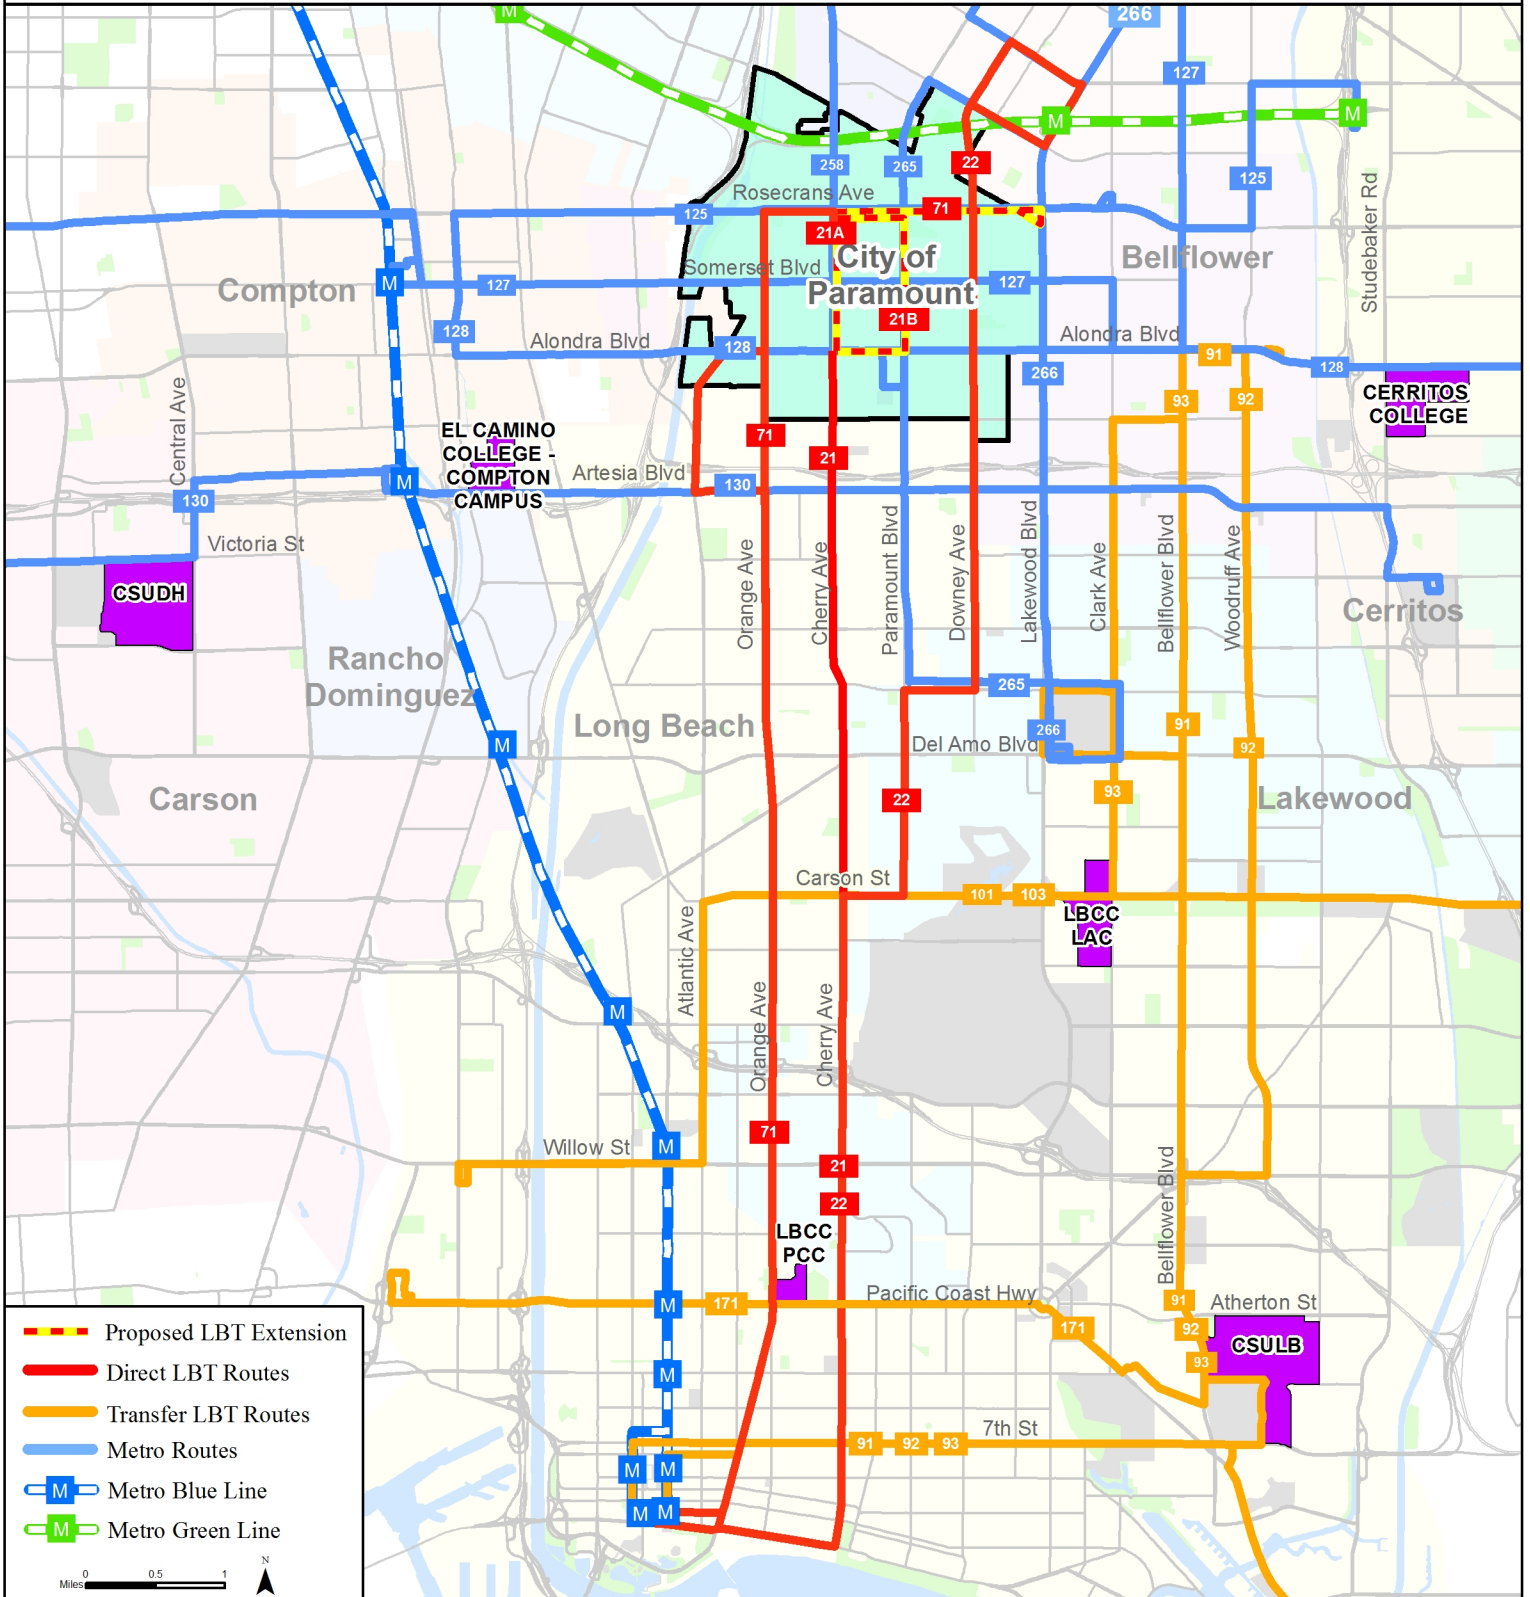 M
266
127
M
M
258
265
22
125
Studebaker Rd
Rosecrans Ave
125
71
21A
City of
Paramount
Bellflower
Somerset Blvd
Compton
M
127
127
21B
128
Alondra Blvd
128
Alondra Blvd
91
128
266
CERRITOS
COLLEGE
93
92
Central Ave
EL CAMINO
COLLEGE -
COMPTON
CAMPUS
71
21
Artesia Blvd
130
M
130
Victoria St
CSUDH
Orange Ave
Cherry Ave
Paramount Blvd
Downey Ave
Lakewood Blvd
Clark Ave
Bellflower Blvd
Woodruff Ave
Cerritos
Rancho
Dominguez
265
Long Beach
M
266
91
Del Amo Blvd
92
Carson
22
93
Lakewood
Carson St
101
103
LBCC
LAC
Atlantic Ave
Orange Ave
Cherry Ave
M
71
Willow St
M
21
22
Bellflower Blvd
LBCC
PCC
Pacific Coast Hwy
M
171
171
91
Atherton St
92
CSULB
93
M
7th St
91
92
93
M
M
M
M
Proposed LBT Extension
Direct LBT Routes
Transfer LBT Routes
Metro Routes
M Metro Blue Line
M Metro Green Line
N
0 0.5 1
Miles